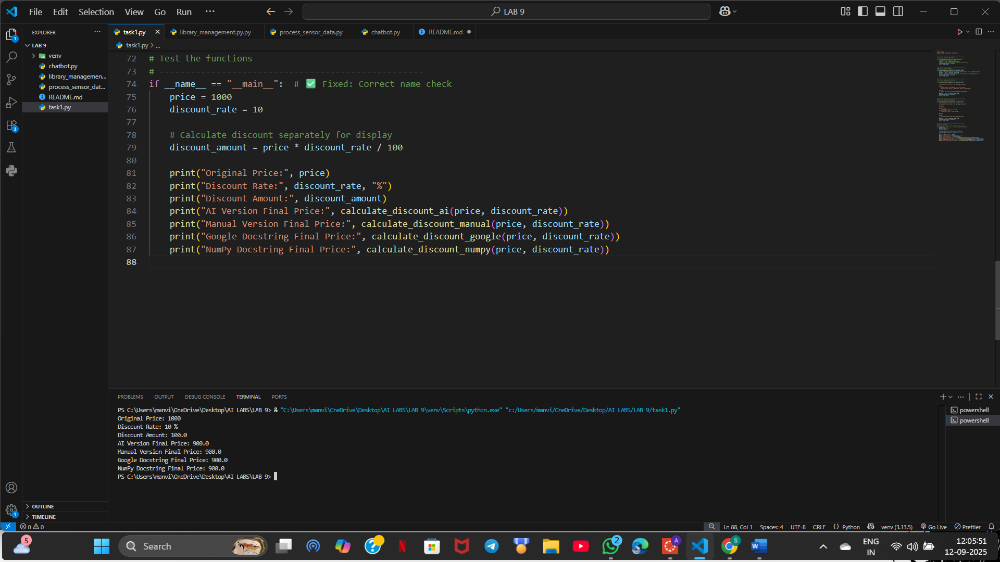 File Edit Selection View Go Run ··· LAB 9
EXPLORER ···
LAB 9
venv
chatbot.py
library_managemen...
process_sensor_dat...
README.md
task1.py
OUTLINE
TIMELINE
task1.py library_management.py.py process_sensor_data.py chatbot.py README.md
task1.py > ...
72 # Test the functions
73 # ---------------------------------------------------
74 if __name__ == "__main__":  # ✅ Fixed: Correct name check
75     price = 1000
76     discount_rate = 10
77
78     # Calculate discount separately for display
79     discount_amount = price * discount_rate / 100
80
81     print("Original Price:", price)
82     print("Discount Rate:", discount_rate, "%")
83     print("Discount Amount:", discount_amount)
84     print("AI Version Final Price:", calculate_discount_ai(price, discount_rate))
85     print("Manual Version Final Price:", calculate_discount_manual(price, discount_rate))
86     print("Google Docstring Final Price:", calculate_discount_google(price, discount_rate))
87     print("NumPy Docstring Final Price:", calculate_discount_numpy(price, discount_rate))
88
PROBLEMS OUTPUT DEBUG CONSOLE TERMINAL PORTS
PS C:\Users\manvi\OneDrive\Desktop\AI LABS\LAB 9> & "C:\Users\manvi\OneDrive\Desktop\AI LABS\LAB 9\venv\Scripts\python.exe" "c:/Users/manvi/OneDrive/Desktop/AI LABS/LAB 9/task1.py"
Original Price: 1000
Discount Rate: 10 %
Discount Amount: 100.0
AI Version Final Price: 900.0
Manual Version Final Price: 900.0
Google Docstring Final Price: 900.0
NumPy Docstring Final Price: 900.0
PS C:\Users\manvi\OneDrive\Desktop\AI LABS\LAB 9>
powershell
powershell
0 0 Ln 88, Col 1 Spaces: 4 UTF-8 CRLF {} Python venv (3.13.5) Go Live Prettier
5 Search 2 A S W ENG
IN
12:05:51
12-09-2025